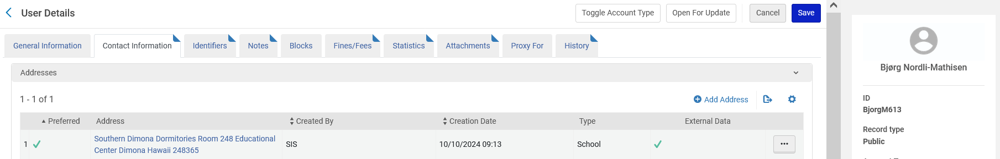 User Details
Toggle Account Type
Open For Update
Cancel
Save
General Information
Contact Information
Identifiers
Notes
Blocks
Fines/Fees
Statistics
Attachments
Proxy For
History
Addresses
1 - 1 of 1
Add Address
Preferred
Address
Created By
Creation Date
Type
External Data
1
Southern Dimona Dormitories Room 248 Educational
Center Dimona Hawaii 248365
SIS
10/10/2024 09:13
School
Bjørg Nordli-Mathisen
ID
BjorgM613
Record type
Public